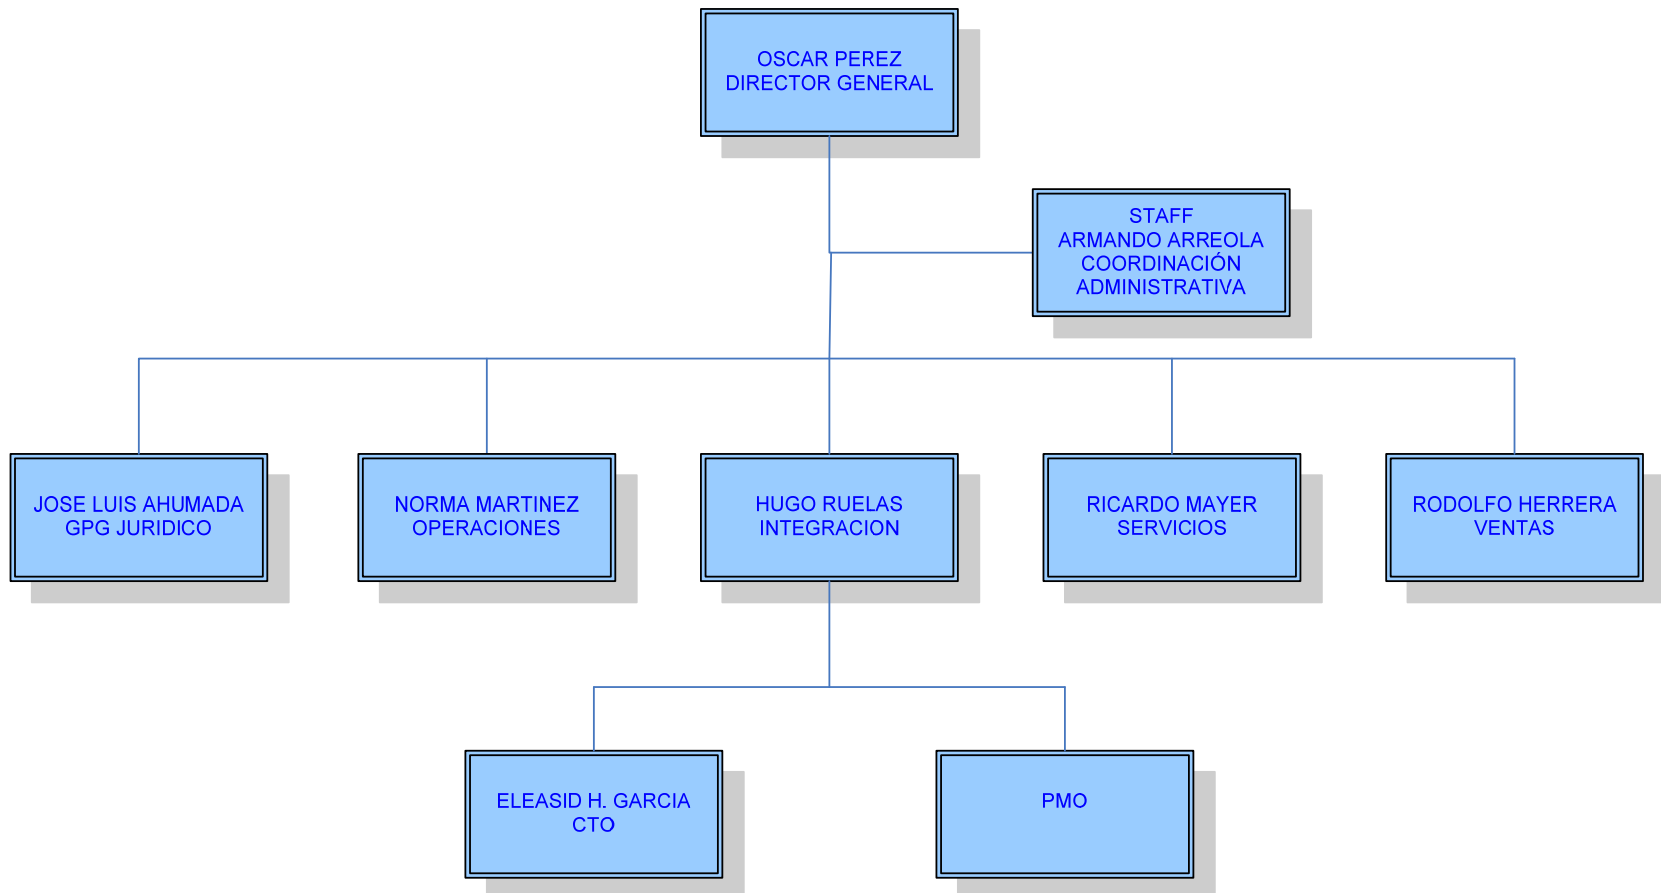 OSCAR PEREZ
DIRECTOR GENERAL
STAFF
ARMANDO ARREOLA
COORDINACIÓN
ADMINISTRATIVA
JOSE LUIS AHUMADA
GPG JURIDICO
NORMA MARTINEZ
OPERACIONES
HUGO RUELAS
INTEGRACION
RICARDO MAYER
SERVICIOS
RODOLFO HERRERA
VENTAS
ELEASID H. GARCIA
CTO
PMO